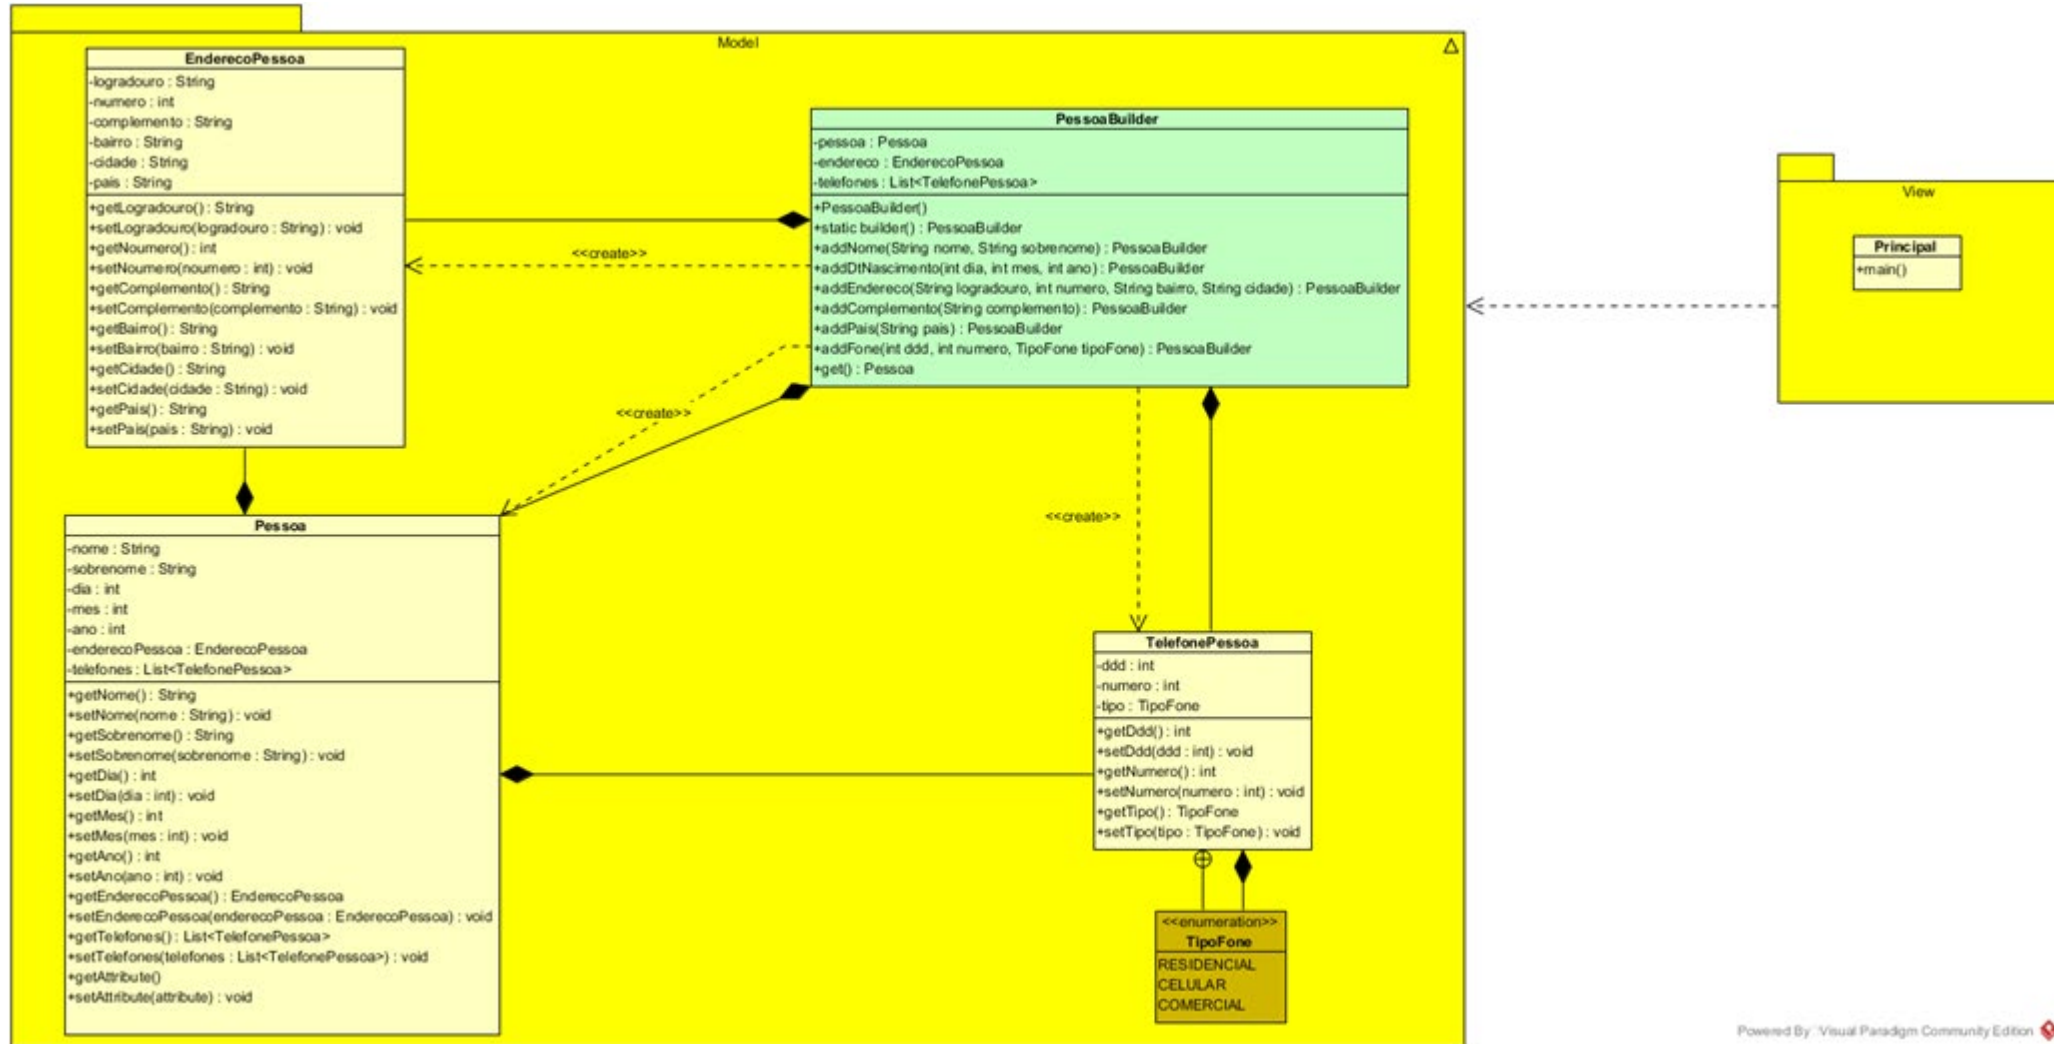 Model
EnderecoPessoa
-logradouro : String
-numero : int
-complemento : String
-bairro : String
-cidade : String
-pais : String
+getLogradouro() : String
+setLogradouro(logradouro : String) : void
+getNoumero() : int
+setNoumero(noumero : int) : void
+getComplemento() : String
+setComplemento(complemento : String) : void
+getBairro() : String
+setBairro(bairro : String) : void
+getCidade() : String
+setCidade(cidade : String) : void
+getPais() : String
+setPais(pais : String) : void
PessoaBuilder
-pessoa : Pessoa
-endereco : EnderecoPessoa
-telefones : List<TelefonePessoa>
+PessoaBuilder()
+static builder() : PessoaBuilder
+addNome(String nome, String sobrenome) : PessoaBuilder
+addDtNascimento(int dia, int mes, int ano) : PessoaBuilder
+addEndereco(String logradouro, int numero, String bairro, String cidade) : PessoaBuilder
+addComplemento(String complemento) : PessoaBuilder
+addPais(String pais) : PessoaBuilder
+addFone(int ddd, int numero, TipoFone tipoFone) : PessoaBuilder
+get() : Pessoa
<<create>>
<<create>>
<<create>>
View
Principal
+main()
Pessoa
-nome : String
-sobrenome : String
-dia : int
-mes : int
-ano : int
-enderecoPessoa : EnderecoPessoa
-telefones : List<TelefonePessoa>
+getNome() : String
+setNome(nome : String) : void
+getSobrenome() : String
+setSobrenome(sobrenome : String) : void
+getDia() : int
+setDia(dia : int) : void
+getMes() : int
+setMes(mes : int) : void
+getAno() : int
+setAno(ano : int) : void
+getEnderecoPessoa() : EnderecoPessoa
+setEnderecoPessoa(enderecoPessoa : EnderecoPessoa) : void
+getTelefones() : List<TelefonePessoa>
+setTelefones(telefones : List<TelefonePessoa>) : void
+getAttribute()
+setAttribute(attribute) : void
TelefonePessoa
-ddd : int
-numero : int
-tipo : TipoFone
+getDdd() : int
+setDdd(ddd : int) : void
+getNumero() : int
+setNumero(numero : int) : void
+getTipo() : TipoFone
+setTipo(tipo : TipoFone) : void
<<enumeration>>
TipoFone
RESIDENCIAL
CELULAR
COMERCIAL
Powered By Visual Paradigm Community Edition